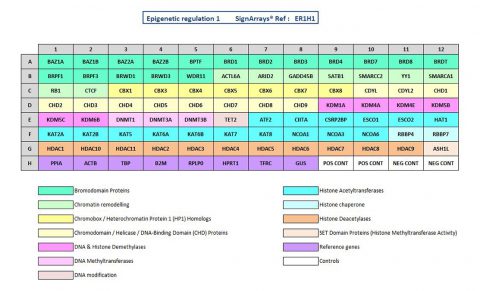 Epigenetic regulation 1 SignArrays® Ref : ER1H1
1 2 3 4 5 6 7 8 9 10 11 12
A BAZ1A BAZ1B BAZ2A BAZ2B BPTF BRD1 BRD2 BRD3 BRD4 BRD7 BRD8 BRDT
B BRPF1 BRPF3 BRWD1 BRWD3 WDR11 ACTL6A ARID2 GADD45B SATB1 SMARCC2 YY1 SMARCA1
C RB1 CTCF CBX1 CBX3 CBX4 CBX5 CBX6 CBX7 CBX8 CDYL CDYL2 CHD1
D CHD2 CHD3 CHD4 CHD5 CHD6 CHD7 CHD8 CHD9 KDM1A KDM4A KDM4E KDM5B
E KDM5C KDM6B DNMT1 DNMT3A DNMT3B TET2 ATF2 CIITA CSRP2BP ESCO1 ESCO2 HAT1
F KAT2A KAT2B KAT5 KAT6A KAT6B KAT7 KAT8 NCOA1 NCOA3 NCOA6 RBBP4 RBBP7
G HDAC1 HDAC10 HDAC11 HDAC2 HDAC3 HDAC4 HDAC5 HDAC6 HDAC7 HDAC8 HDAC9 ASH1L
H PPIA ACTB TBP B2M RPLP0 HPRT1 TFRC GUS POS CONT POS CONT NEG CONT NEG CONT
Bromodomain Proteins Histone Acetyltransferases
Chromatin remodelling Histone chaperone
Chromobox / Heterochromatin Protein 1 (HP1) Homologs Histone Deacetylases
Chromodomain / Helicase / DNA-Binding Domain (CHD) Proteins SET Domain Proteins (Histone Methyltransferase Activity)
DNA & Histone Demethylases Reference genes
DNA Methyltransferases Controls
DNA modification